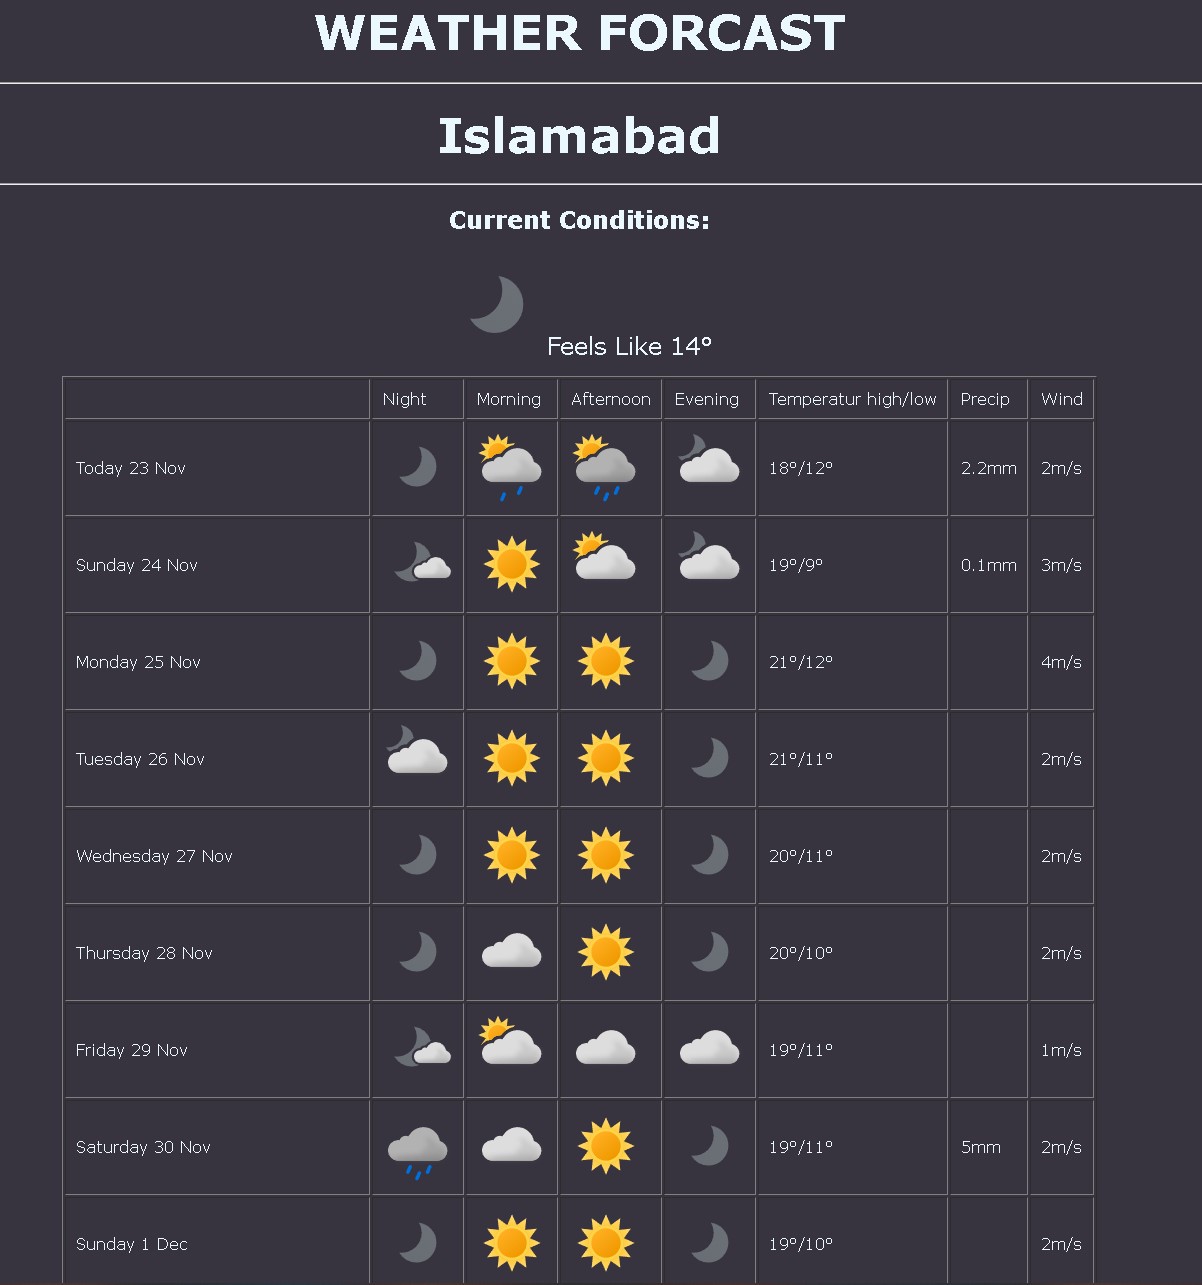 WEATHER FORCAST
Islamabad
Current Conditions:
Feels Like 14°
Night Morning Afternoon Evening Temperatur high/low Precip Wind
Today 23 Nov 18°/12° 2.2mm 2m/s
Sunday 24 Nov 19°/9° 0.1mm 3m/s
Monday 25 Nov 21°/12° 4m/s
Tuesday 26 Nov 21°/11° 2m/s
Wednesday 27 Nov 20°/11° 2m/s
Thursday 28 Nov 20°/10° 2m/s
Friday 29 Nov 19°/11° 1m/s
Saturday 30 Nov 19°/11° 5mm 2m/s
Sunday 1 Dec 19°/10° 2m/s